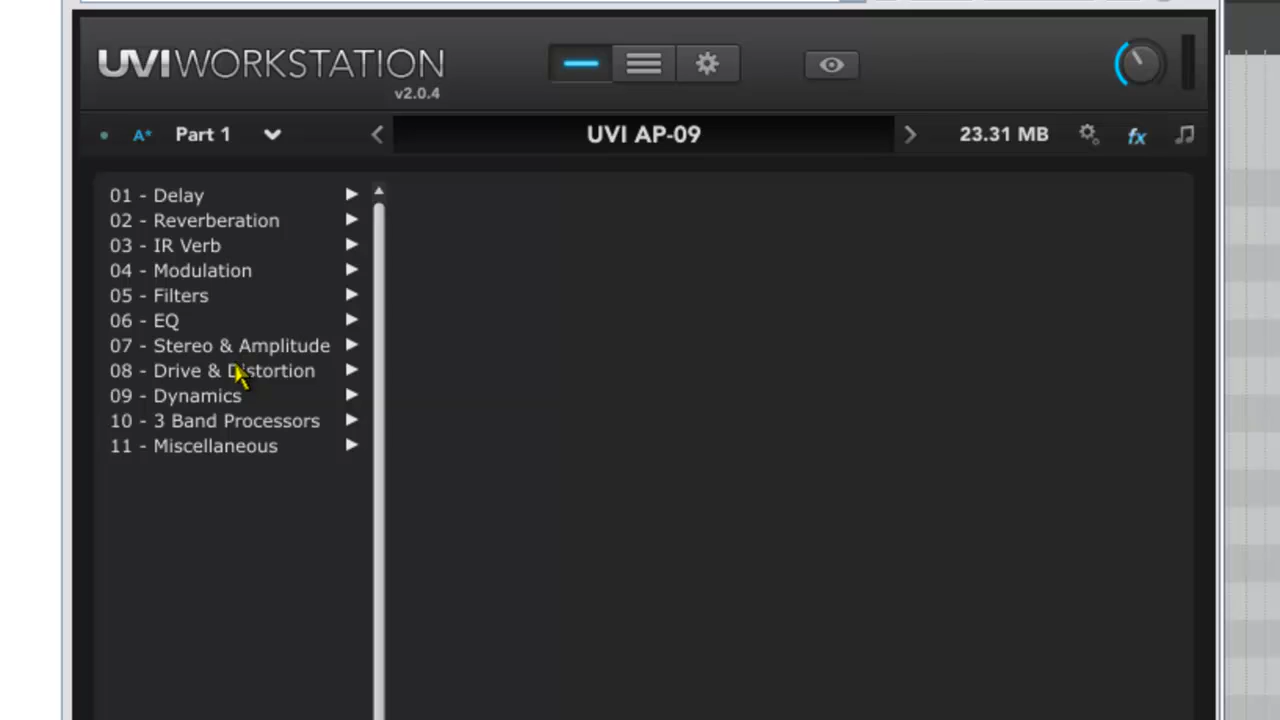 UVIWORKSTATION
v2.0.4
A* Part 1 UVI AP-09 23.31 MB fx
01 - Delay
02 - Reverberation
03 - IR Verb
04 - Modulation
05 - Filters
06 - EQ
07 - Stereo & Amplitude
08 - Drive & Distortion
09 - Dynamics
10 - 3 Band Processors
11 - Miscellaneous